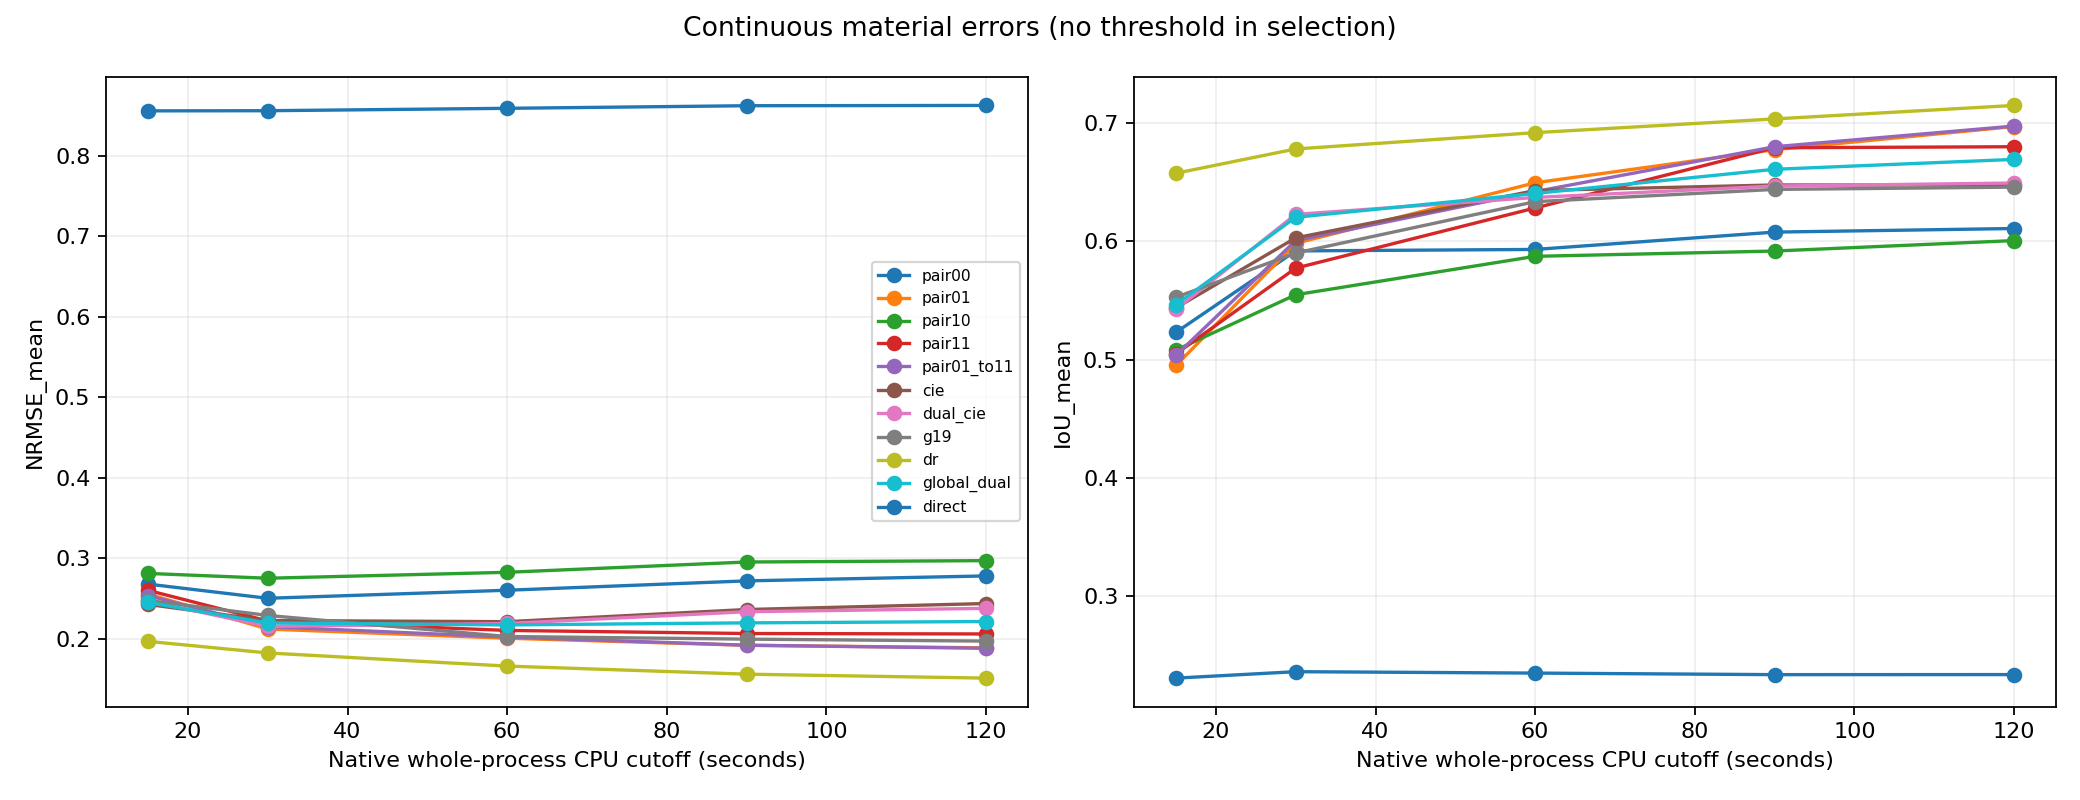 Continuous material errors (no threshold in selection)
NRMSE_mean
0.8
0.7
0.6
0.5
0.4
0.3
0.2
20
40
60
80
100
120
Native whole-process CPU cutoff (seconds)
pair00
pair01
pair10
pair11
pair01_to11
cie
dual_cie
g19
dr
global_dual
direct
IoU_mean
0.7
0.6
0.5
0.4
0.3
20
40
60
80
100
120
Native whole-process CPU cutoff (seconds)